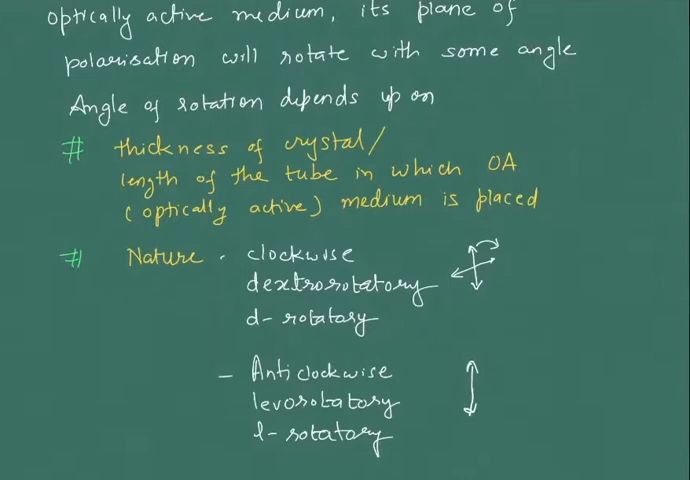 optically active medium, its plane of
polarisation will rotate with some angle
Angle of rotation depends up on
# thickness of crystal/
length of the tube in which OA
(optically active) medium is placed
# Nature . clockwise
dextrorotatory
d- rotatory
- Anticlockwise
levorotatory
l- rotatory